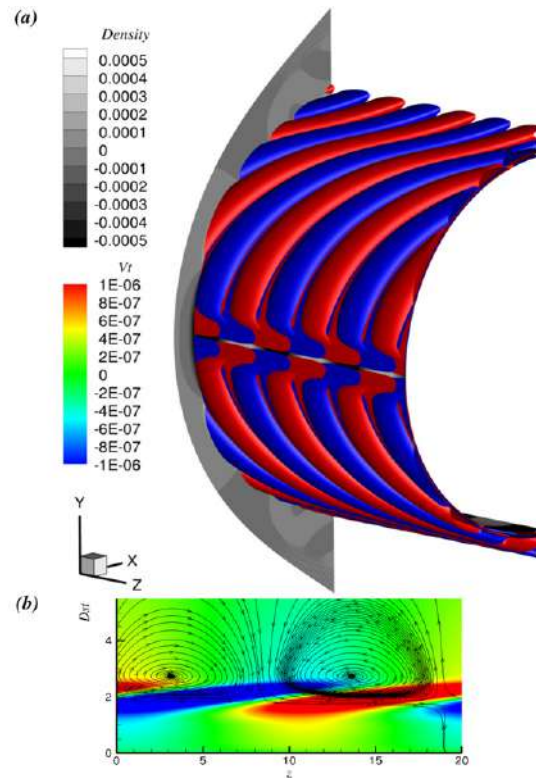 (a)
Density
0.0005
0.0004
0.0003
0.0002
0.0001
0
-0.0001
-0.0002
-0.0003
-0.0004
-0.0005
Vt
1E-06
8E-07
6E-07
4E-07
2E-07
0
-2E-07
-4E-07
-6E-07
-8E-07
-1E-06
Y
X
Z
(b)
Dst
4
2
0
0
5
10
15
20
z